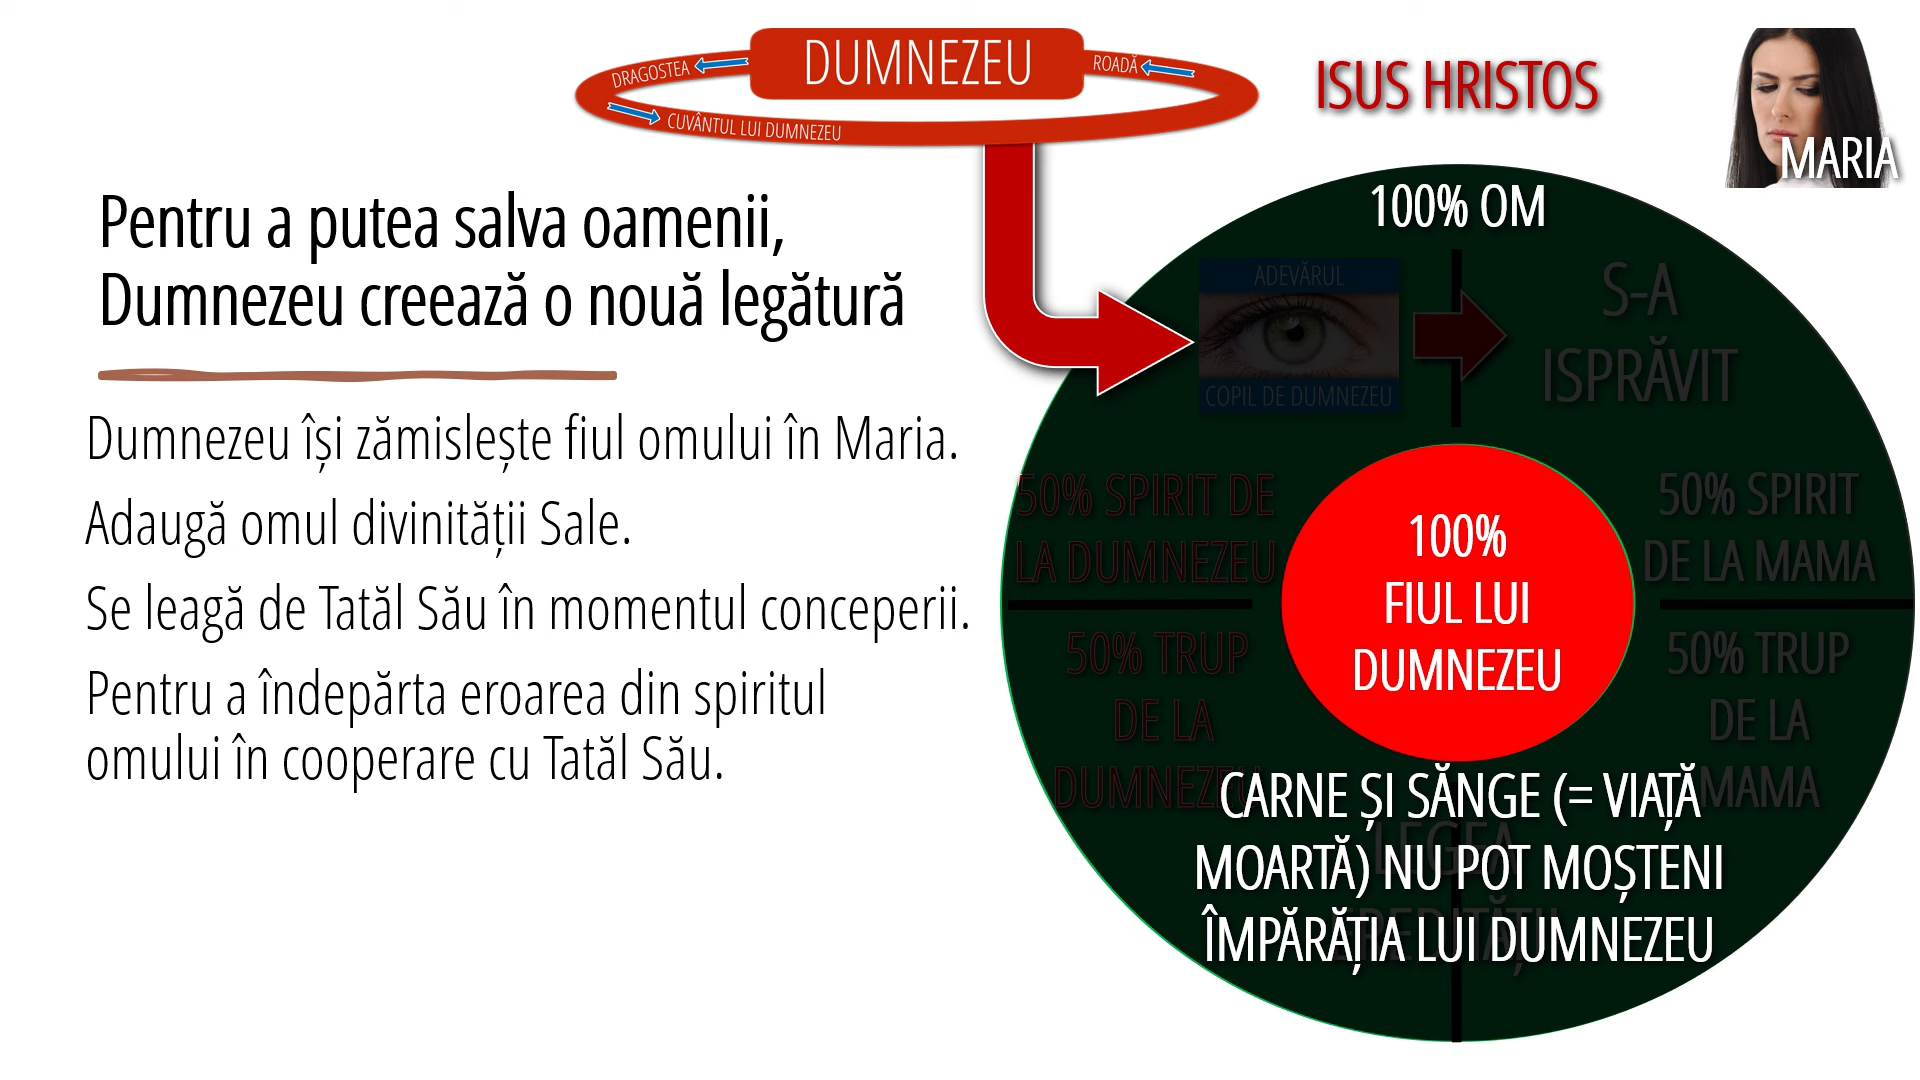 DUMNEZEU
DRAGOSTEA
ROADĂ
CUVÂNTUL LUI DUMNEZEU
ISUS HRISTOS
MARIA
Pentru a putea salva oamenii,
Dumnezeu creează o nouă legătură
Dumnezeu își zămislește fiul omului în Maria.
Adaugă omul divinității Sale.
Se leagă de Tatăl Său în momentul conceperii.
Pentru a îndepărta eroarea din spiritul
omului în cooperare cu Tatăl Său.
100% OM
ADEVĂRUL
COPIL DE DUMNEZEU
S-A
ISPRĂVIT
50% SPIRIT DE
LA DUMNEZEU
50% SPIRIT
DE LA MAMA
100%
FIUL LUI
DUMNEZEU
50% TRUP
DE LA
DUMNEZEU
50% TRUP
DE LA
MAMA
LEGEA
EREDITĂȚII
CARNE ȘI SĂNGE (= VIAȚĂ
MOARTĂ) NU POT MOȘTENI
ÎMPĂRĂȚIA LUI DUMNEZEU